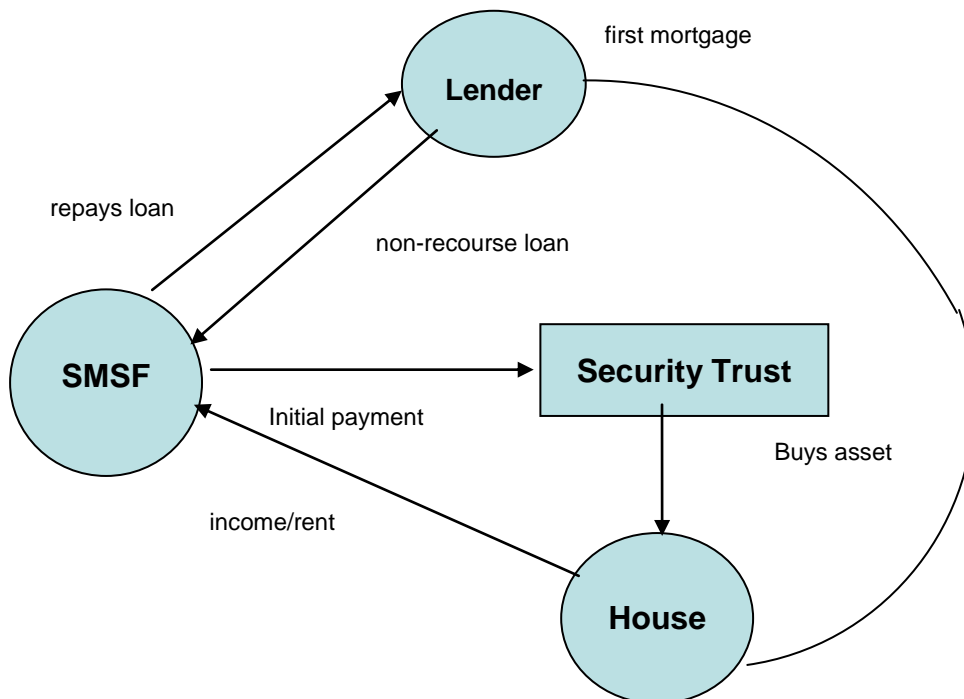 first mortgage
Lender
repays loan
non-recourse loan
SMSF
Security Trust
Initial payment
Buys asset
income/rent
House